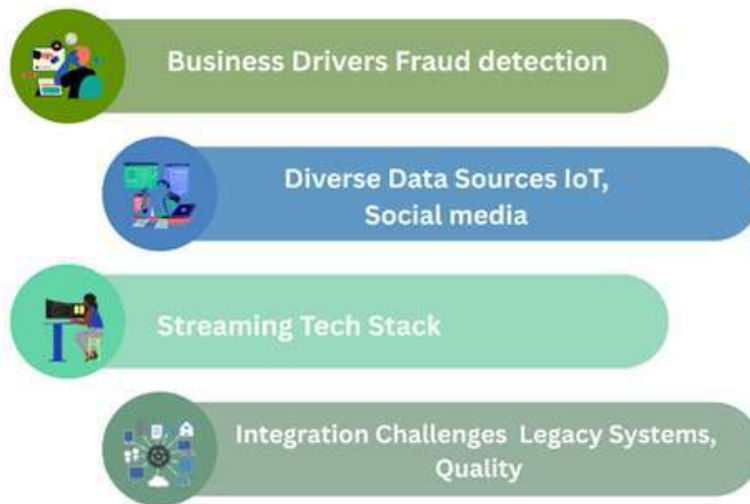 Business Drivers Fraud detection
Diverse Data Sources IoT,
Social media
Streaming Tech Stack
Integration Challenges Legacy Systems,
Quality